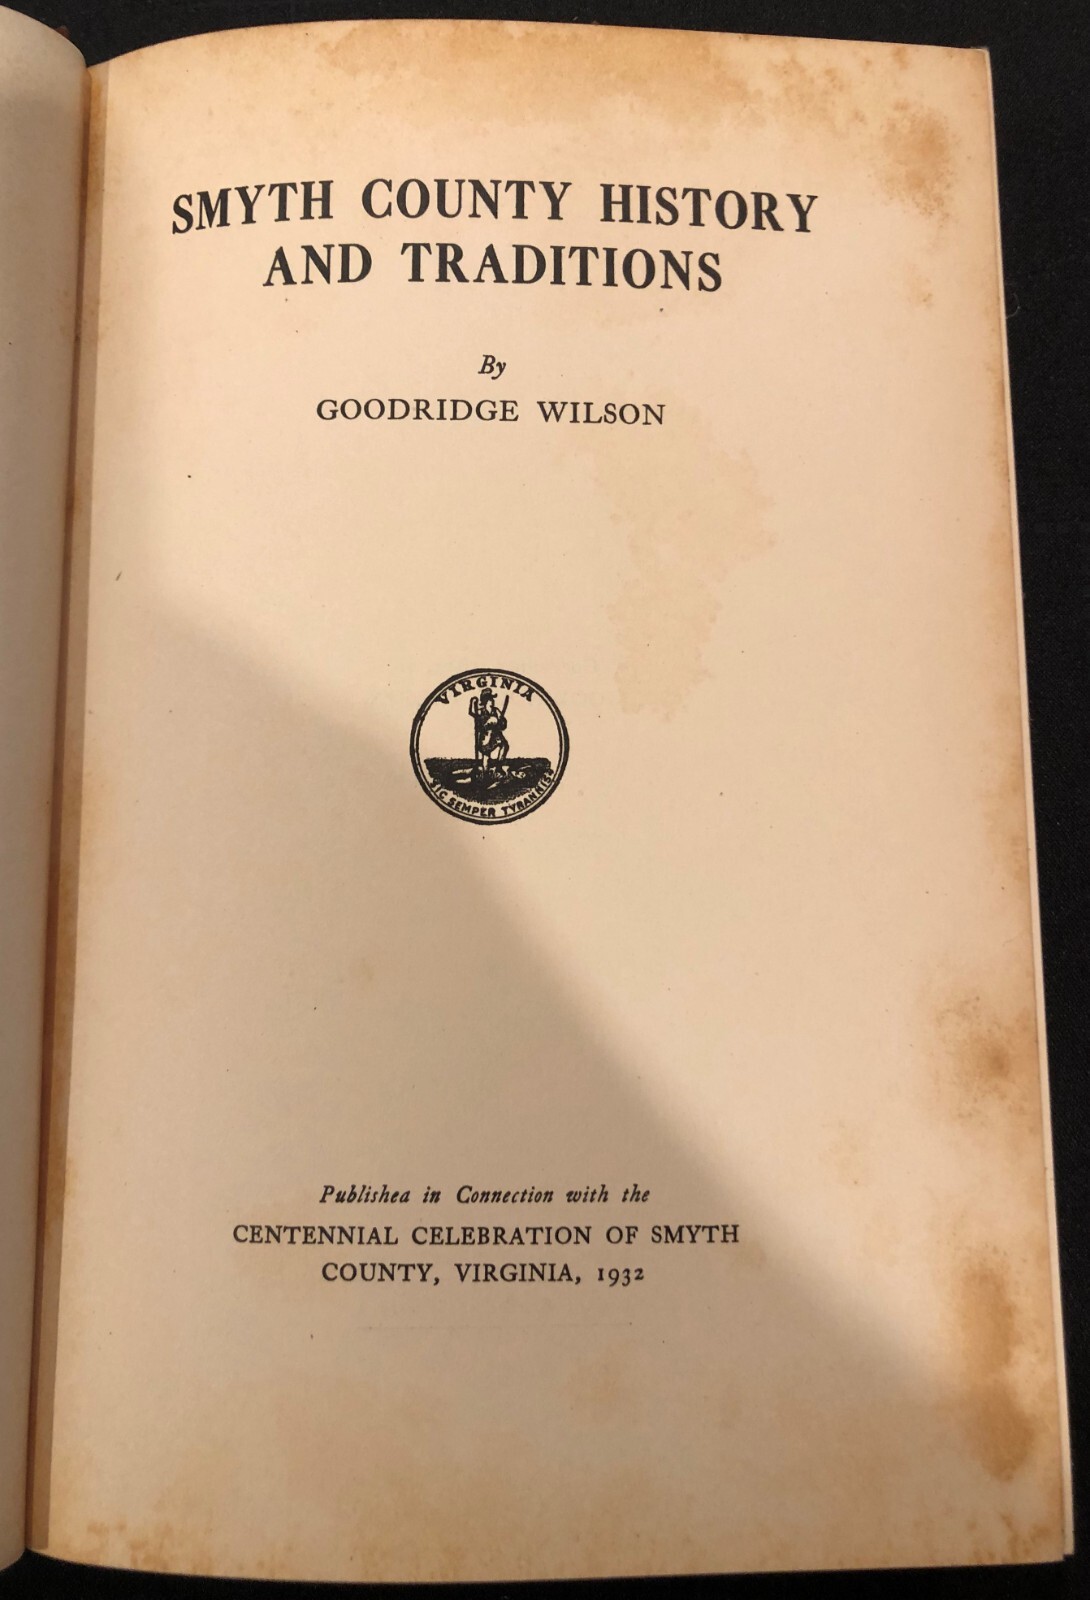 SMYTH COUNTY HISTORY
AND TRADITIONS
By
GOODRIDGE WILSON
VIRGINIA
SIC SEMPER TYRANNIS
Publishea in Connection with the
CENTENNIAL CELEBRATION OF SMYTH
COUNTY, VIRGINIA, 1932